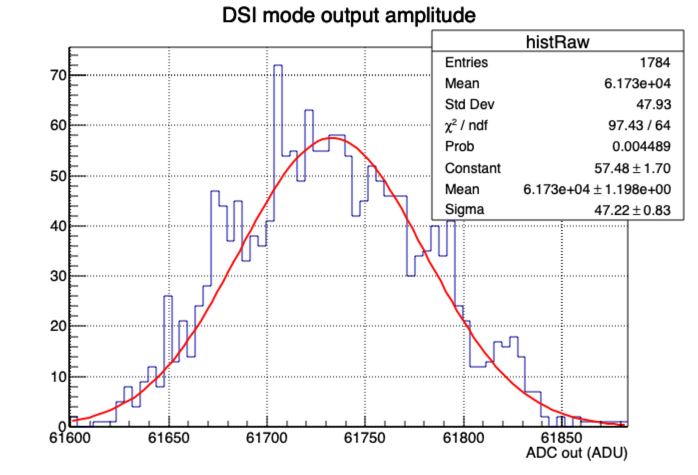 DSI mode output amplitude
histRaw
Entries 1784
Mean 6.173e+04
Std Dev 47.93
χ² / ndf 97.43 / 64
Prob 0.004489
Constant 57.48 ± 1.70
Mean 6.173e+04 ± 1.198e+00
Sigma 47.22 ± 0.83
70
60
50
40
30
20
10
0
61600 61650 61700 61750 61800 61850
ADC out (ADU)